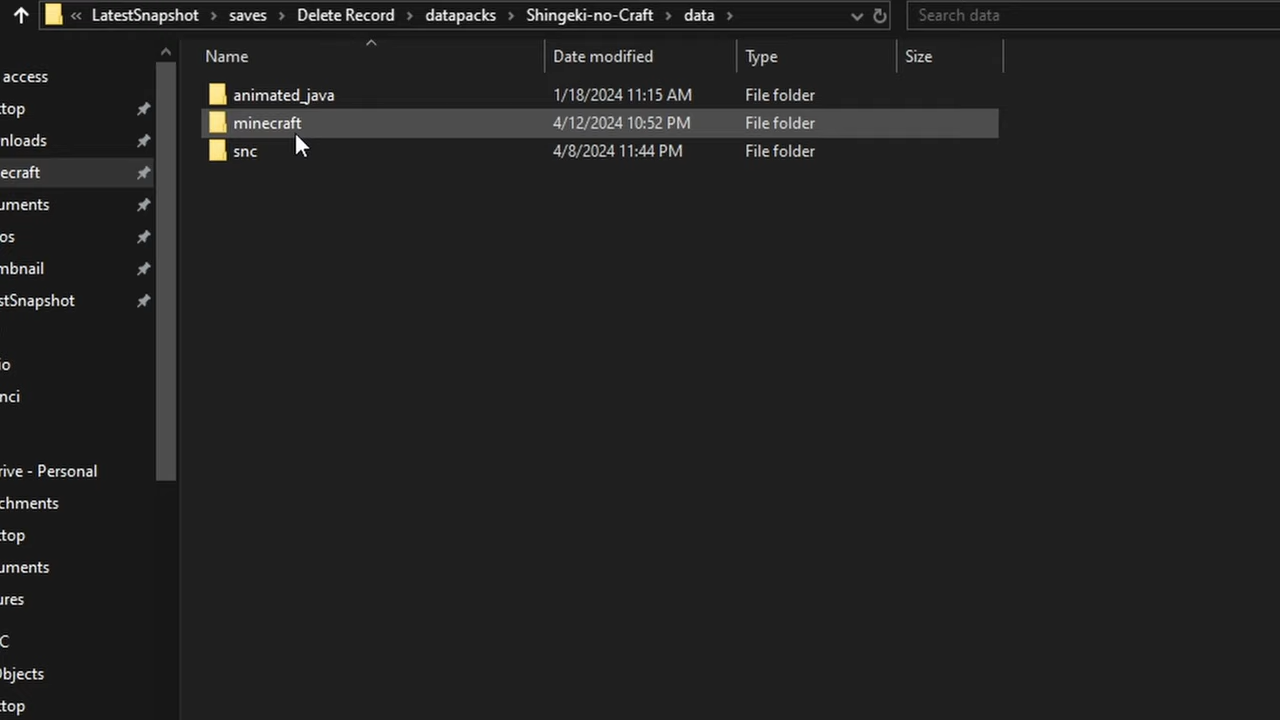 « LatestSnapshot > saves > Delete Record > datapacks > Shingeki-no-Craft > data >
Search data
Name Date modified Type Size
access
top
nloads
ecraft
uments
os
mbnail
stSnapshot
io
nci
rive - Personal
chments
top
uments
ures
C
Objects
top
animated_java 1/18/2024 11:15 AM File folder
minecraft 4/12/2024 10:52 PM File folder
snc 4/8/2024 11:44 PM File folder